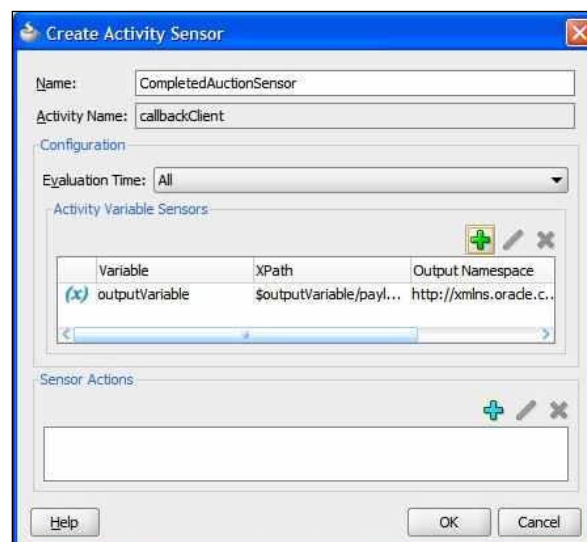 Create Activity Sensor
Name: CompletedAuctionSensor
Activity Name: callbackClient
Configuration
Evaluation Time: All
Activity Variable Sensors
Variable XPath Output Namespace
(x) outputVariable $outputVariable/payl... http://xmlns.oracle.c...
Sensor Actions
Help OK Cancel